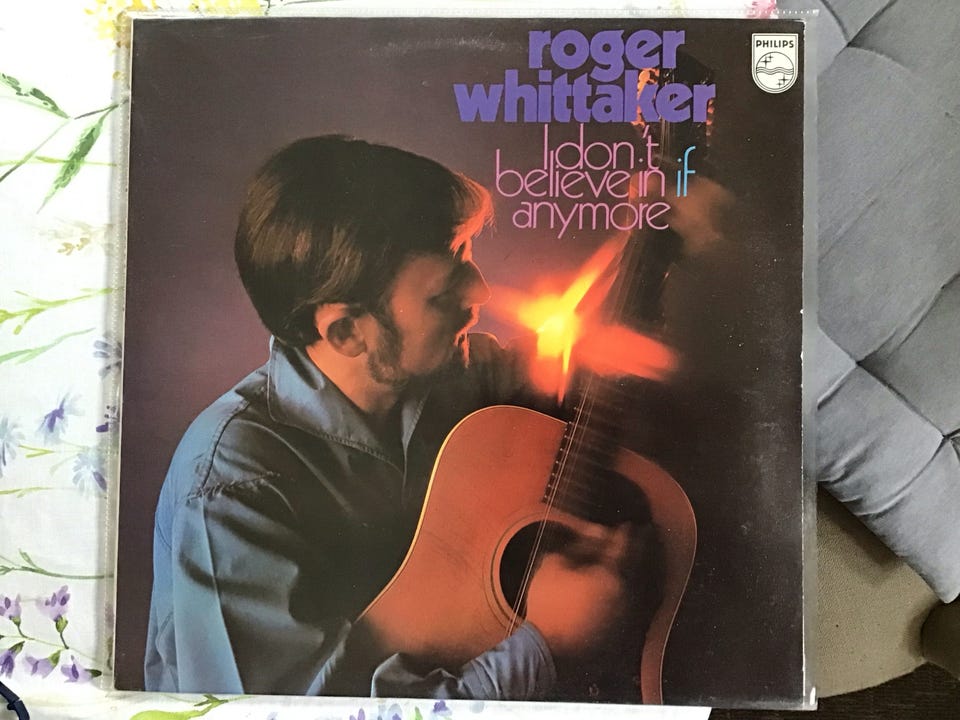 roger
whittaker
I don't
believe in if
anymore
PHILIPS